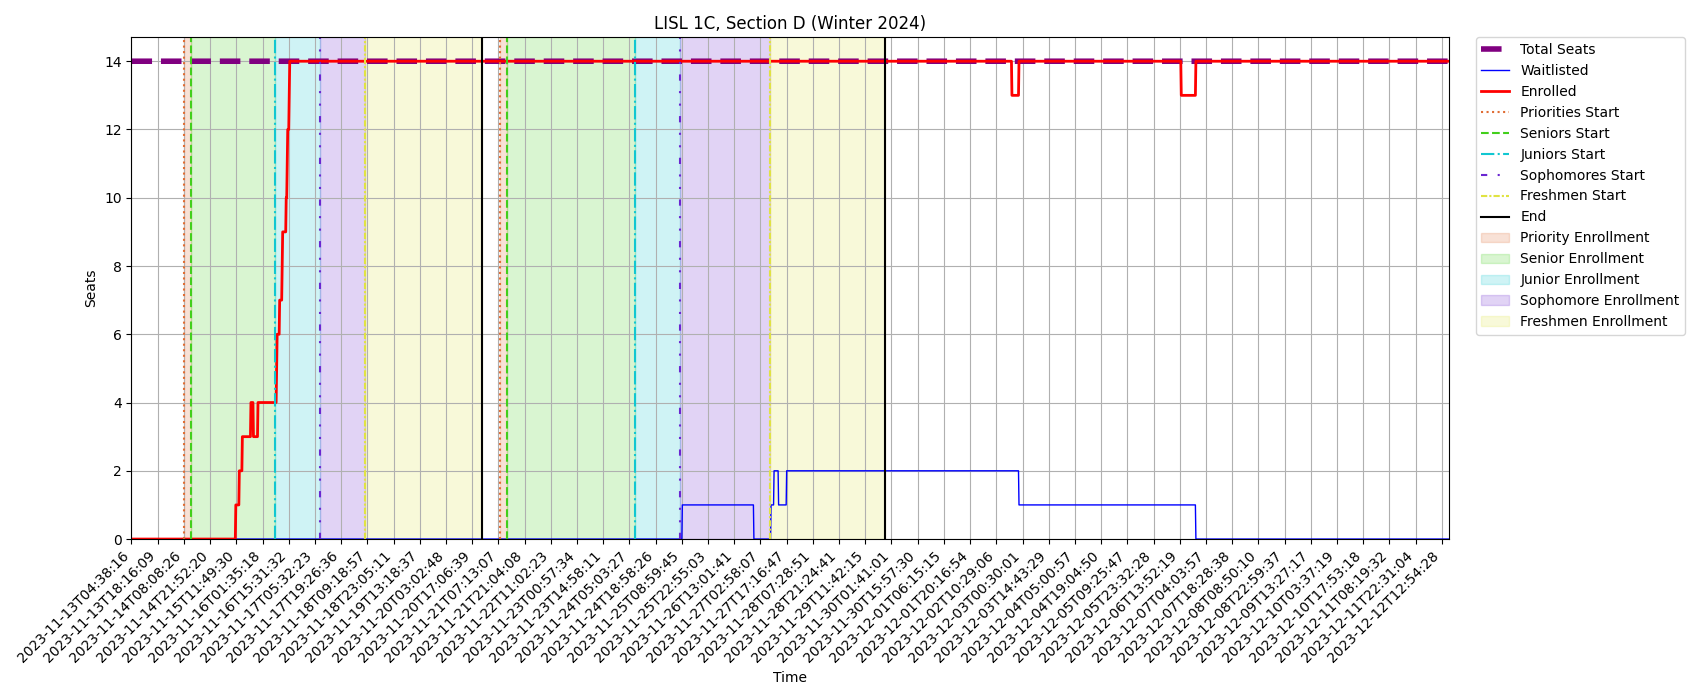 LISL 1C, Section D (Winter 2024)
Seats
14
12
10
8
6
4
2
0
2023-11-13T04:38:16
2023-11-13T18:16:09
2023-11-14T08:08:26
2023-11-14T21:52:20
2023-11-15T11:49:30
2023-11-16T01:35:18
2023-11-16T15:31:32
2023-11-17T05:32:23
2023-11-17T19:26:36
2023-11-18T09:18:57
2023-11-18T23:05:11
2023-11-19T13:18:37
2023-11-20T03:02:48
2023-11-20T17:06:39
2023-11-21T07:13:07
2023-11-21T21:04:08
2023-11-22T11:02:23
2023-11-23T00:57:34
2023-11-23T14:58:11
2023-11-24T05:03:27
2023-11-24T18:58:26
2023-11-25T08:59:45
2023-11-25T22:55:03
2023-11-26T13:01:41
2023-11-27T02:58:07
2023-11-27T17:16:47
2023-11-28T07:28:51
2023-11-28T21:24:41
2023-11-29T11:42:15
2023-11-30T01:41:01
2023-11-30T15:57:30
2023-12-01T06:15:15
2023-12-01T20:16:54
2023-12-02T10:29:06
2023-12-03T00:30:01
2023-12-03T14:43:29
2023-12-04T05:00:57
2023-12-04T19:04:50
2023-12-05T09:25:47
2023-12-05T23:32:28
2023-12-06T13:52:19
2023-12-07T04:03:57
2023-12-07T18:28:38
2023-12-08T08:50:10
2023-12-08T22:59:37
2023-12-09T13:27:17
2023-12-10T03:37:19
2023-12-10T17:53:18
2023-12-11T08:19:32
2023-12-11T22:31:04
2023-12-12T12:54:28
Time
Total Seats
Waitlisted
Enrolled
Priorities Start
Seniors Start
Juniors Start
Sophomores Start
Freshmen Start
End
Priority Enrollment
Senior Enrollment
Junior Enrollment
Sophomore Enrollment
Freshmen Enrollment